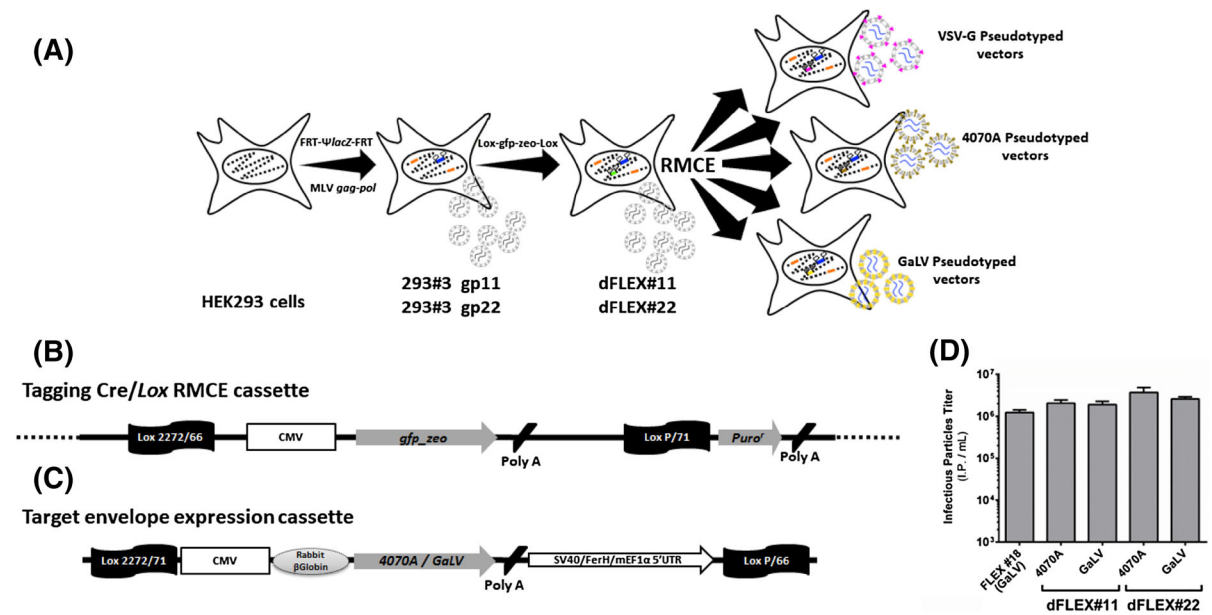 (A)
VSV-G Pseudotyped
vectors
FRT-ΨlacZ-FRT
MLV gag-pol
Lox-gfp-zeo-Lox
RMCE
4070A Pseudotyped
vectors
GaLV Pseudotyped
vectors
HEK293 cells
293#3 gp11
293#3 gp22
dFLEX#11
dFLEX#22
(B)
Tagging Cre/Lox RMCE cassette
Lox 2272/66
CMV
gfp_zeo
Poly A
Lox P/71
Puroʳ
Poly A
(C)
Target envelope expression cassette
Lox 2272/71
CMV
Rabbit
βGlobin
4070A / GaLV
Poly A
SV40/FerH/mEF1α 5'UTR
Lox P/66
(D)
Infectious Particles Titer
(I.P. / mL)
10⁷
10⁶
10⁵
10⁴
10³
FLEX #18
(GaLV)
4070A
GaLV
4070A
GaLV
dFLEX#11
dFLEX#22